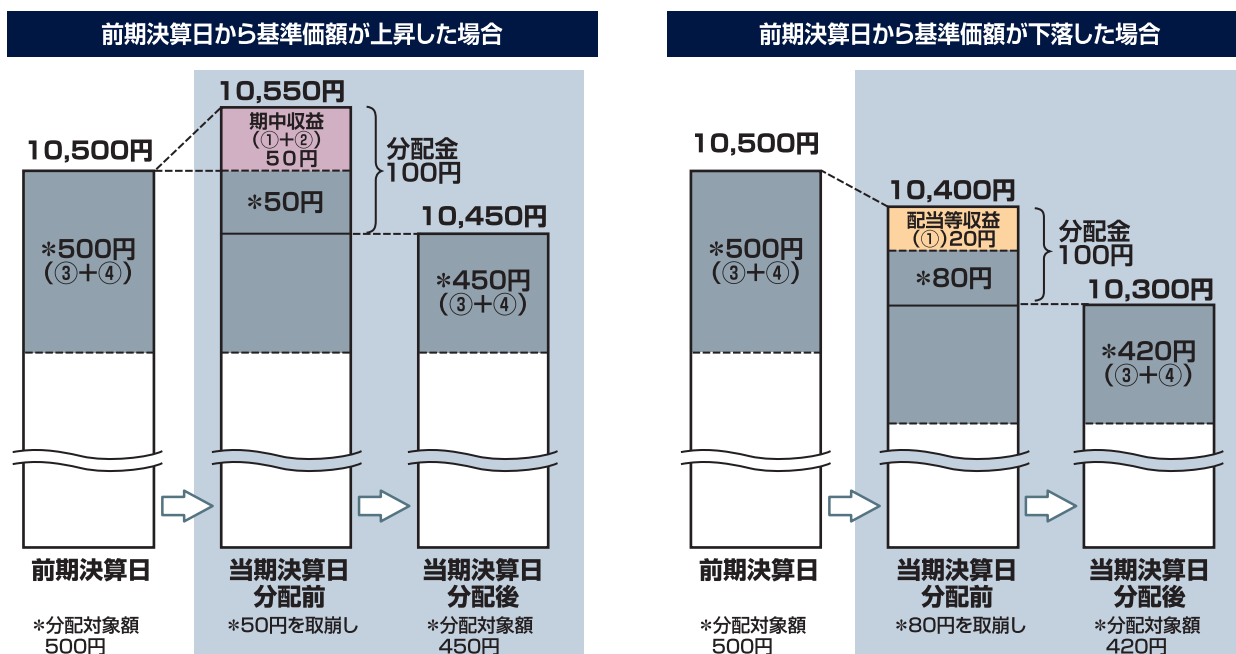 前期決算日から基準価額が上昇した場合
10,500円
＊500円
(③＋④)
10,550円
期中収益
(①＋②)
50円
＊50円
分配金
100円
10,450円
＊450円
(③＋④)
前期決算日
当期決算日
分配前
当期決算日
分配後
＊分配対象額
500円
＊50円を取崩し
＊分配対象額
450円
前期決算日から基準価額が下落した場合
10,500円
＊500円
(③＋④)
10,400円
配当等収益
(①)20円
＊80円
分配金
100円
10,300円
＊420円
(③＋④)
前期決算日
当期決算日
分配前
当期決算日
分配後
＊分配対象額
500円
＊80円を取崩し
＊分配対象額
420円